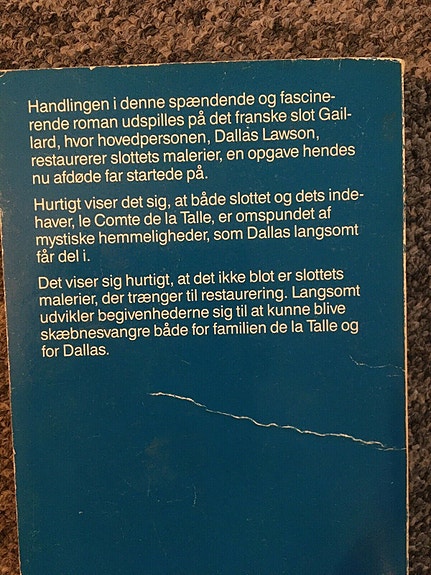 Handlingen i denne spændende og fascine-
rende roman udspilles på det franske slot Gail-
lard, hvor hovedpersonen, Dallas Lawson,
restaurerer slottets malerier, en opgave hendes
nu afdøde far startede på.
Hurtigt viser det sig, at både slottet og dets inde-
haver, le Comte de la Talle, er omspundet af
mystiske hemmeligheder, som Dallas langsomt
får del i.
Det viser sig hurtigt, at det ikke blot er slottets
malerier, der trænger til restaurering. Langsomt
udvikler begivenhederne sig til at kunne blive
skæbnesvangre både for familien de la Talle og
for Dallas.